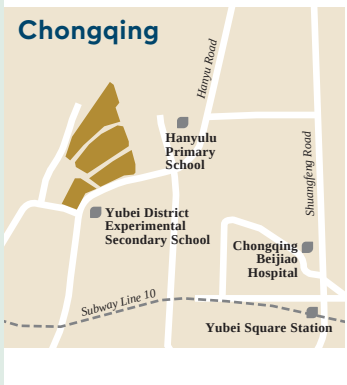 Chongqing
Hanyu Road
Hanyulu
Primary
School
Shuangfeng Road
Yubei District
Experimental
Secondary School
Chongqing
Beijiao
Hospital
Subway Line 10
Yubei Square Station